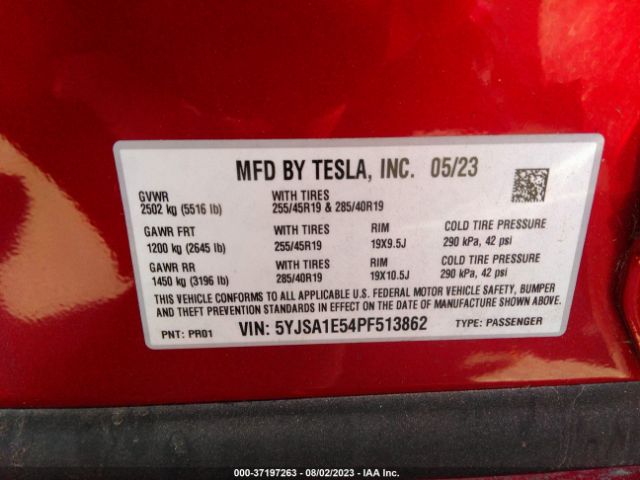 MFD BY TESLA, INC. 05/23
GVWR
2502 kg (5516 lb)
WITH TIRES
255/45R19 & 285/40R19
GAWR FRT
1200 kg (2645 lb)
WITH TIRES
255/45R19
RIM
19X9.5J
COLD TIRE PRESSURE
290 kPa, 42 psi
GAWR RR
1450 kg (3196 lb)
WITH TIRES
285/40R19
RIM
19X10.5J
COLD TIRE PRESSURE
290 kPa, 42 psi
THIS VEHICLE CONFORMS TO ALL APPLICABLE U.S. FEDERAL MOTOR VEHICLE SAFETY, BUMPER,
AND THEFT PREVENTION STANDARDS IN EFFECT ON THE DATE OF MANUFACTURE SHOWN ABOVE.
PNT: PR01
VIN: 5YJSA1E54PF513862
TYPE: PASSENGER
000-37197263 - 08/02/2023 - IAA Inc.